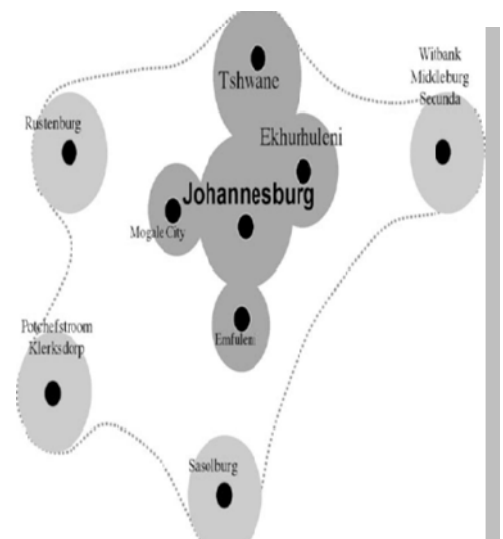 Tshwane
Witbank
Middleburg
Secunda
Rustenburg
Ekhurhuleni
Johannesburg
Mogale City
Emfuleni
Potchefstroom
Klerksdorp
Sasolburg